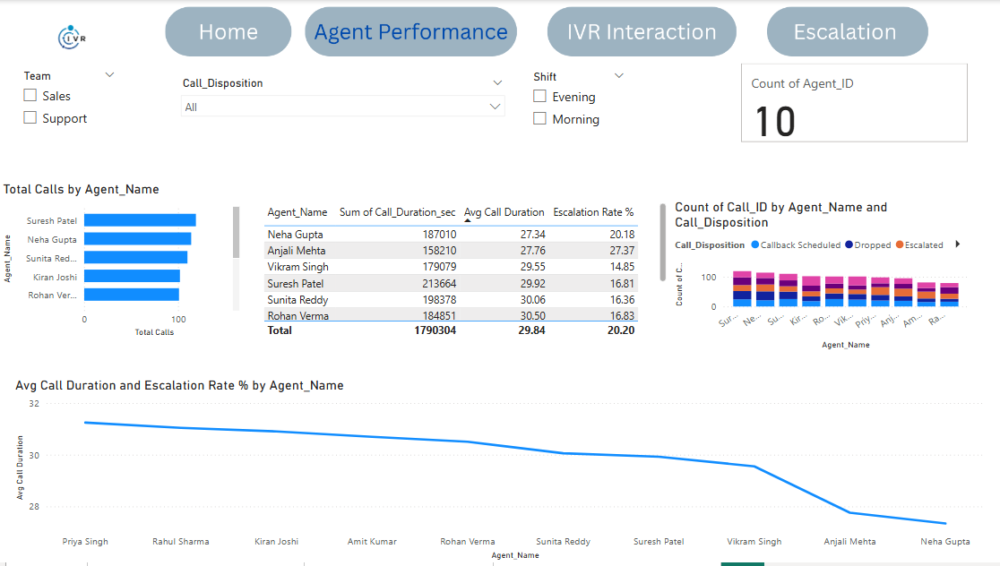 IVR
Home
Agent Performance
IVR Interaction
Escalation
Team
Sales
Support
Call_Disposition
All
Shift
Evening
Morning
Count of Agent_ID
10
Total Calls by Agent_Name
Agent_Name
Suresh Patel
Neha Gupta
Sunita Red...
Kiran Joshi
Rohan Ver...
0 100
Total Calls
Agent_Name Sum of Call_Duration_sec Avg Call Duration Escalation Rate %
Neha Gupta 187010 27.34 20.18
Anjali Mehta 158210 27.76 27.37
Vikram Singh 179079 29.55 14.85
Suresh Patel 213664 29.92 16.81
Sunita Reddy 198378 30.06 16.36
Rohan Verma 184851 30.50 16.83
Total 1790304 29.84 20.20
Count of Call_ID by Agent_Name and
Call_Disposition
Call_Disposition Callback Scheduled Dropped Escalated
Count of C...
100
0
Sur... Ne... Su... Kir... Ro... Vik... Priy... Anj... Am... Ra...
Agent_Name
Avg Call Duration and Escalation Rate % by Agent_Name
Avg Call Duration
32
30
28
Priya Singh Rahul Sharma Kiran Joshi Amit Kumar Rohan Verma Sunita Reddy Suresh Patel Vikram Singh Anjali Mehta Neha Gupta
Agent_Name